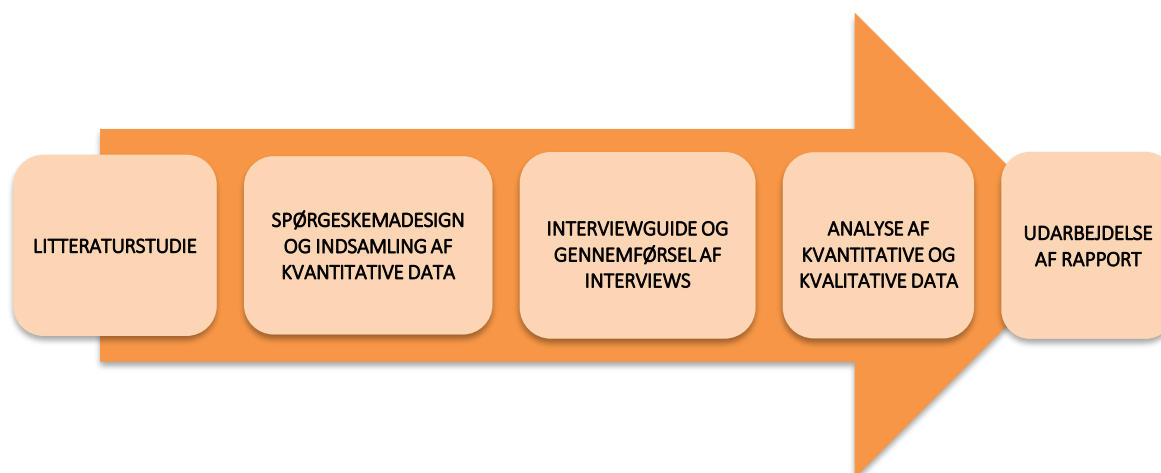 LITTERATURSTUDIE
SPØRGESKEMADESIGN
OG INDSAMLING AF
KVANTITATIVE DATA
INTERVIEWGUIDE OG
GENNEMFØRSEL AF
INTERVIEWS
ANALYSE AF
KVANTITATIVE OG
KVALITATIVE DATA
UDARBEJDELSE
AF RAPPORT